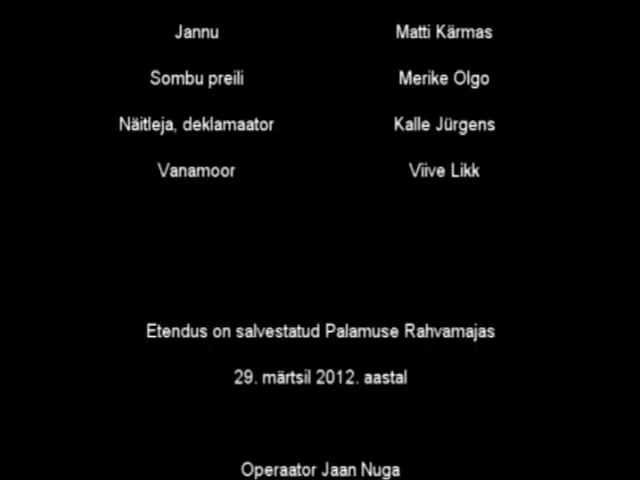 Jannu Matti Kärmas
Sombu preili Merike Olgo
Näitleja, deklamaator Kalle Jürgens
Vanamoor Viive Likk
Etendus on salvestatud Palamuse Rahvamajas
29. märtsil 2012. aastal
Operaator Jaan Nuga